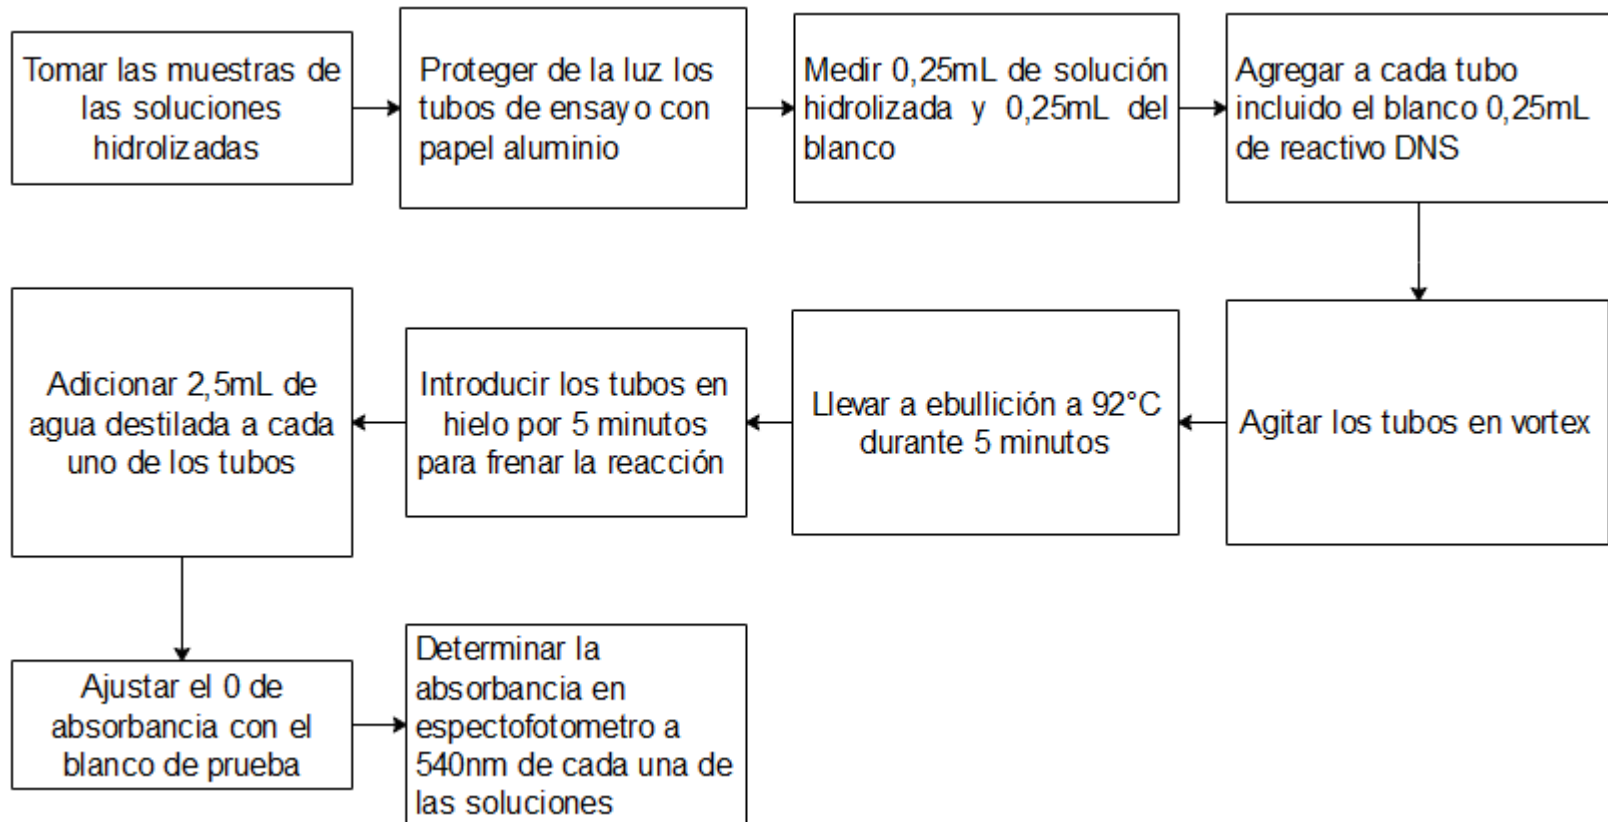 Tomar las muestras de
las soluciones
hidrolizadas
Proteger de la luz los
tubos de ensayo con
papel aluminio
Medir 0,25mL de solución
hidrolizada y 0,25mL del
blanco
Agregar a cada tubo
incluido el blanco 0,25mL
de reactivo DNS
Agitar los tubos en vortex
Llevar a ebullición a 92°C
durante 5 minutos
Introducir los tubos en
hielo por 5 minutos
para frenar la reacción
Adicionar 2,5mL de
agua destilada a cada
uno de los tubos
Ajustar el 0 de
absorbancia con el
blanco de prueba
Determinar la
absorbancia en
espectofotometro a
540nm de cada una de
las soluciones